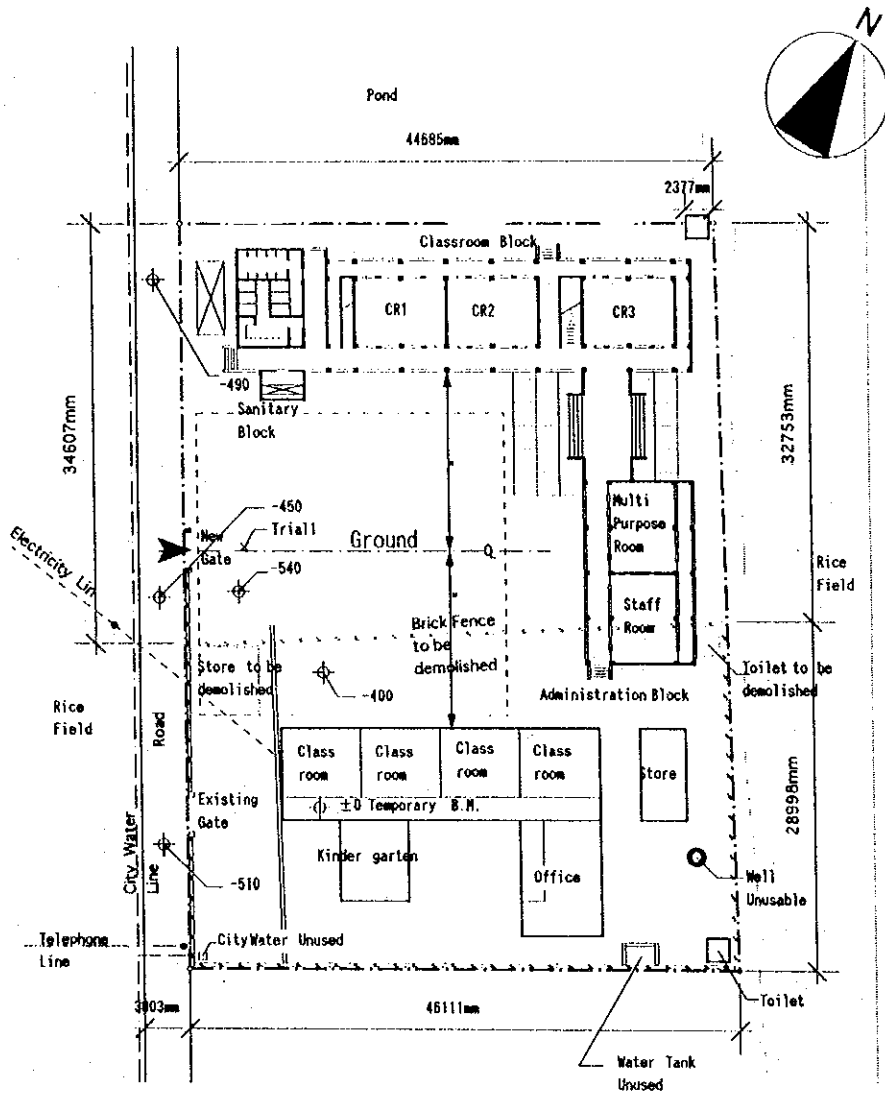 N
Pond
44685mm
2377mm
Classroom Block
CR1
CR2
CR3
-490
Sanitary
Block
34607mm
32753mm
-450
New
Gate
Triall
Ground
-540
Multi
Purpose
Room
Electricity Lin
Rice
Field
Staff
Room
Brick Fence
to be
demolished
Store to be
demolished
Toilet to be
demolished
-400
Administration Block
Rice
Field
Road
Class
room
Class
room
Class
room
Class
room
Store
Existing
Gate
±0 Temporary B.M.
28998mm
City Water
Line
Kinder garten
Office
-510
Well
Unusable
Telephone
Line
City Water Unused
Toilet
46111mm
Water Tank
Unused